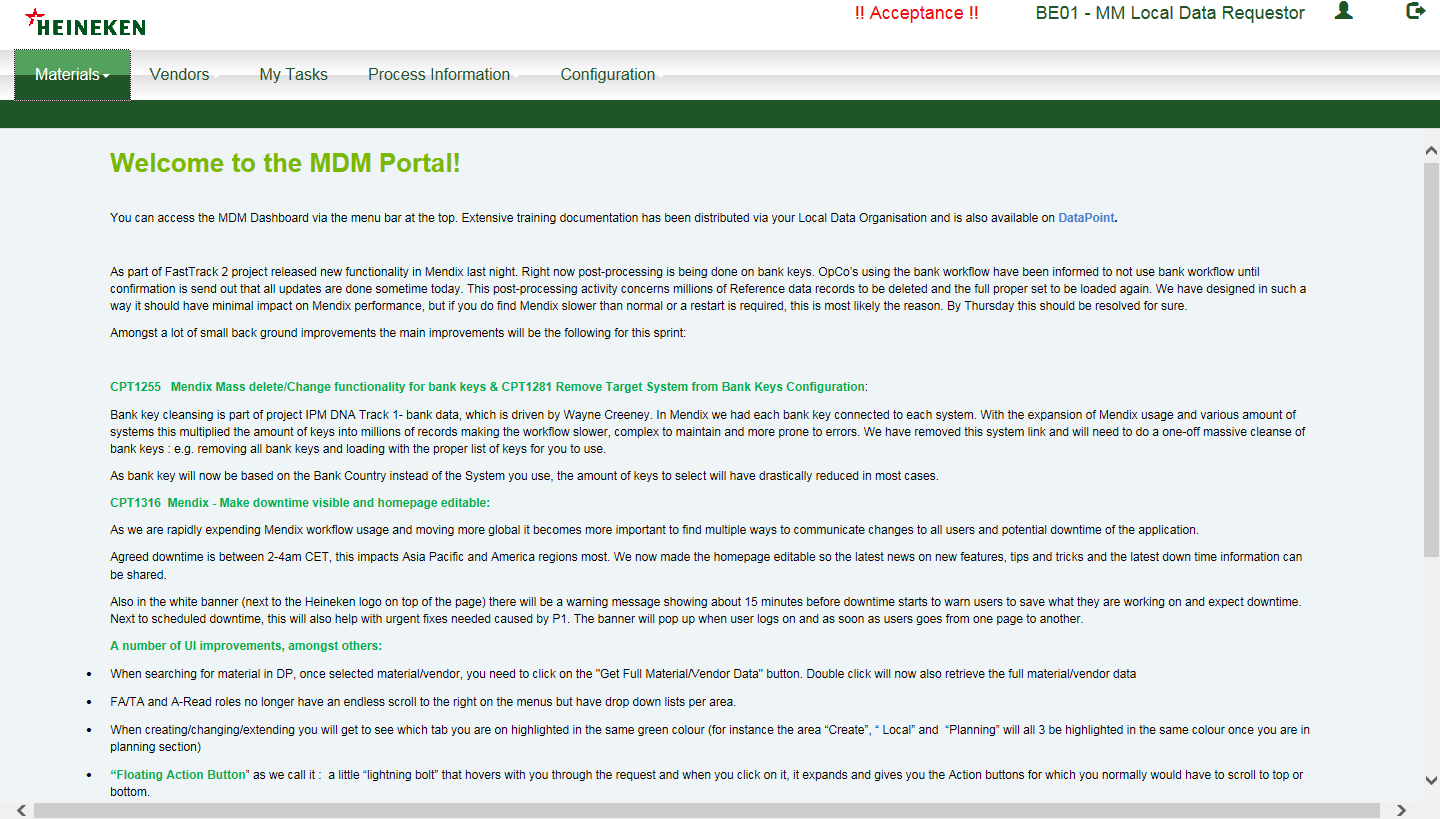 HEINEKEN
!! Acceptance !!
BE01 - MM Local Data Requestor
Materials
Vendors
My Tasks
Process Information
Configuration
Welcome to the MDM Portal!
You can access the MDM Dashboard via the menu bar at the top. Extensive training documentation has been distributed via your Local Data Organisation and is also available on DataPoint.
As part of FastTrack 2 project released new functionality in Mendix last night. Right now post-processing is being done on bank keys. OpCo's using the bank workflow have been informed to not use bank workflow until
confirmation is send out that all updates are done sometime today. This post-processing activity concerns millions of Reference data records to be deleted and the full proper set to be loaded again. We have designed in such a
way it should have minimal impact on Mendix performance, but if you do find Mendix slower than normal or a restart is required, this is most likely the reason. By Thursday this should be resolved for sure.
Amongst a lot of small back ground improvements the main improvements will be the following for this sprint:
CPT1255 Mendix Mass delete/Change functionality for bank keys & CPT1281 Remove Target System from Bank Keys Configuration:
Bank key cleansing is part of project IPM DNA Track 1- bank data, which is driven by Wayne Creeney. In Mendix we had each bank key connected to each system. With the expansion of Mendix usage and various amount of
systems this multiplied the amount of keys into millions of records making the workflow slower, complex to maintain and more prone to errors. We have removed this system link and will need to do a one-off massive cleanse of
bank keys : e.g. removing all bank keys and loading with the proper list of keys for you to use.
As bank key will now be based on the Bank Country instead of the System you use, the amount of keys to select will have drastically reduced in most cases.
CPT1316 Mendix - Make downtime visible and homepage editable:
As we are rapidly expending Mendix workflow usage and moving more global it becomes more important to find multiple ways to communicate changes to all users and potential downtime of the application.
Agreed downtime is between 2-4am CET, this impacts Asia Pacific and America regions most. We now made the homepage editable so the latest news on new features, tips and tricks and the latest down time information can
be shared.
Also in the white banner (next to the Heineken logo on top of the page) there will be a warning message showing about 15 minutes before downtime starts to warn users to save what they are working on and expect downtime.
Next to scheduled downtime, this will also help with urgent fixes needed caused by P1. The banner will pop up when user logs on and as soon as users goes from one page to another.
A number of UI improvements, amongst others:
• When searching for material in DP, once selected material/vendor, you need to click on the "Get Full Material/Vendor Data" button. Double click will now also retrieve the full material/vendor data
• FA/TA and A-Read roles no longer have an endless scroll to the right on the menus but have drop down lists per area.
• When creating/changing/extending you will get to see which tab you are on highlighted in the same green colour (for instance the area “Create”, “ Local” and “Planning” will all 3 be highlighted in the same colour once you are in
planning section)
• “Floating Action Button” as we call it : a little “lightning bolt” that hovers with you through the request and when you click on it, it expands and gives you the Action buttons for which you normally would have to scroll to top or
bottom.